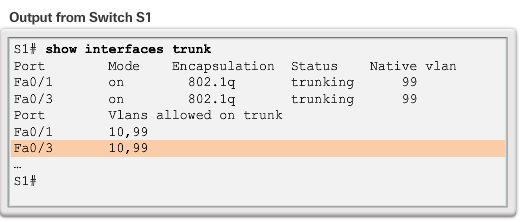 Output from Switch S1
S1# show interfaces trunk
Port Mode Encapsulation Status Native vlan
Fa0/1 on 802.1q trunking 99
Fa0/3 on 802.1q trunking 99
Port Vlans allowed on trunk
Fa0/1 10,99
Fa0/3 10,99
…
S1#